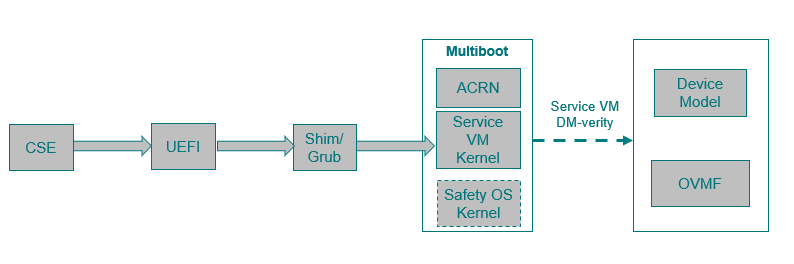 CSE
UEFI
Shim/
Grub
Multiboot
ACRN
Service
VM
Kernel
Safety OS
Kernel
Service VM
DM-verity
Device
Model
OVMF